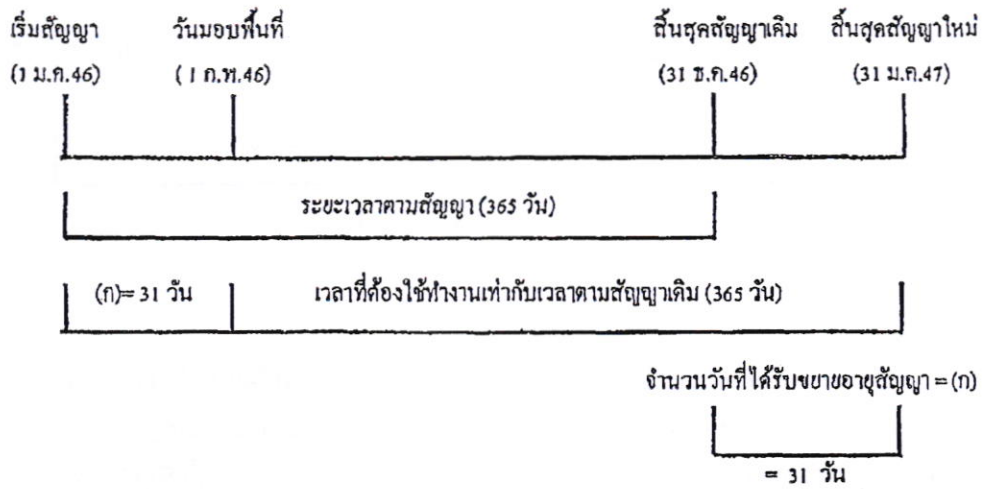 เริ่มสัญญา วันมอบพื้นที่ สิ้นสุดสัญญาเดิม สิ้นสุดสัญญาใหม่
(1 ม.ค.46) ( 1 ก.พ.46) (31 ธ.ค.46) (31 ม.ค.47)
ระยะเวลาตามสัญญา (365 วัน)
(ก)= 31 วัน เวลาที่ต้องใช้ทำงานเท่ากับเวลาตามสัญญาเดิม (365 วัน)
จำนวนวันที่ได้รับขยายอายุสัญญา = (ก)
= 31 วัน